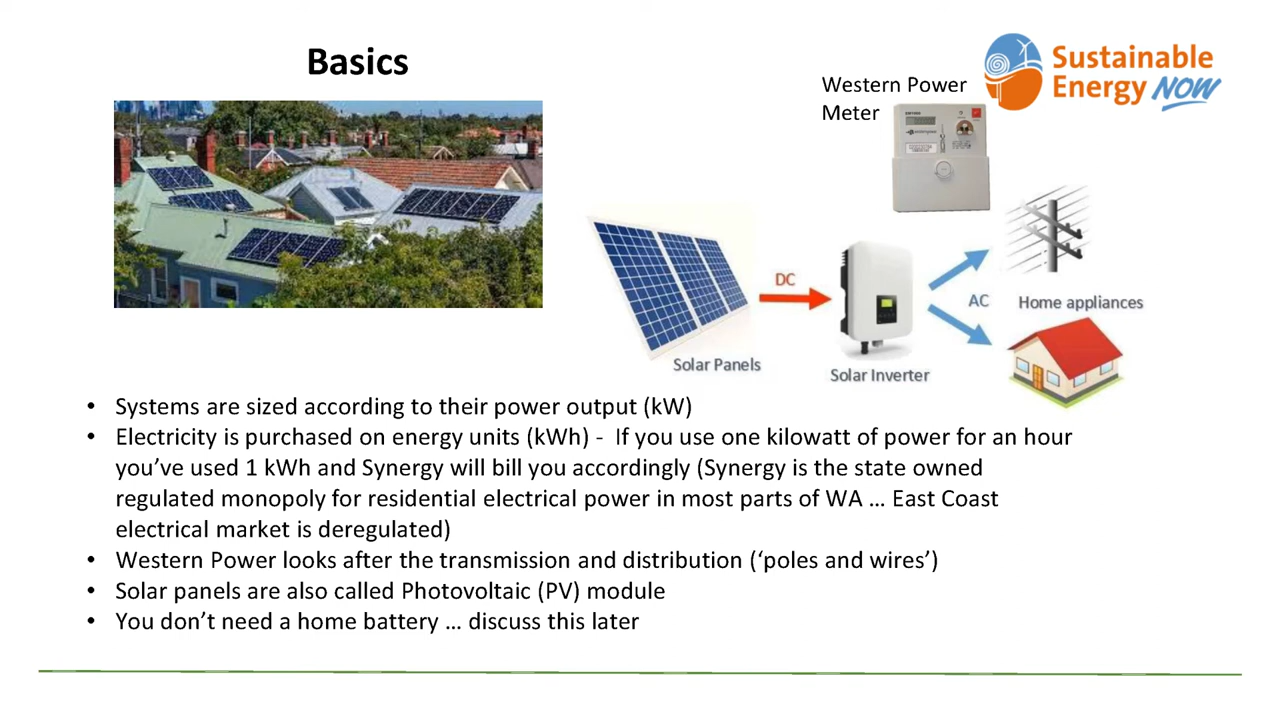 Basics
Sustainable
Energy NOW
Western Power
Meter
DC
AC
Home appliances
Solar Panels
Solar Inverter
• Systems are sized according to their power output (kW)
• Electricity is purchased on energy units (kWh) - If you use one kilowatt of power for an hour
you’ve used 1 kWh and Synergy will bill you accordingly (Synergy is the state owned
regulated monopoly for residential electrical power in most parts of WA … East Coast
electrical market is deregulated)
• Western Power looks after the transmission and distribution (‘poles and wires’)
• Solar panels are also called Photovoltaic (PV) module
• You don’t need a home battery … discuss this later